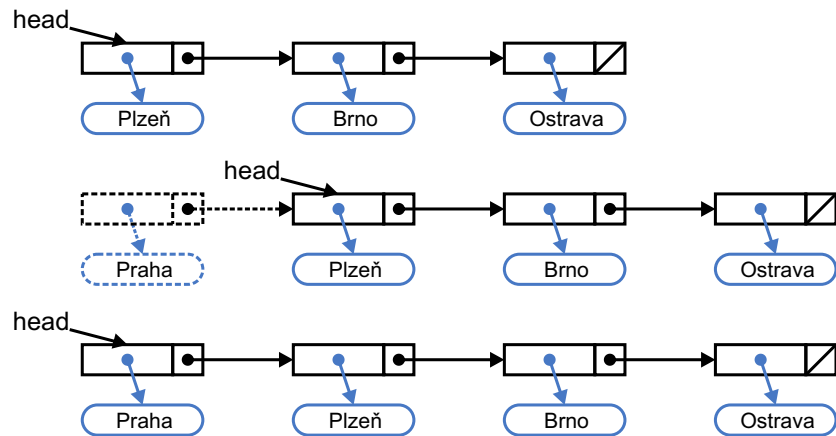 head
Plzeň
Brno
Ostrava
head
Praha
Plzeň
Brno
Ostrava
head
Praha
Plzeň
Brno
Ostrava